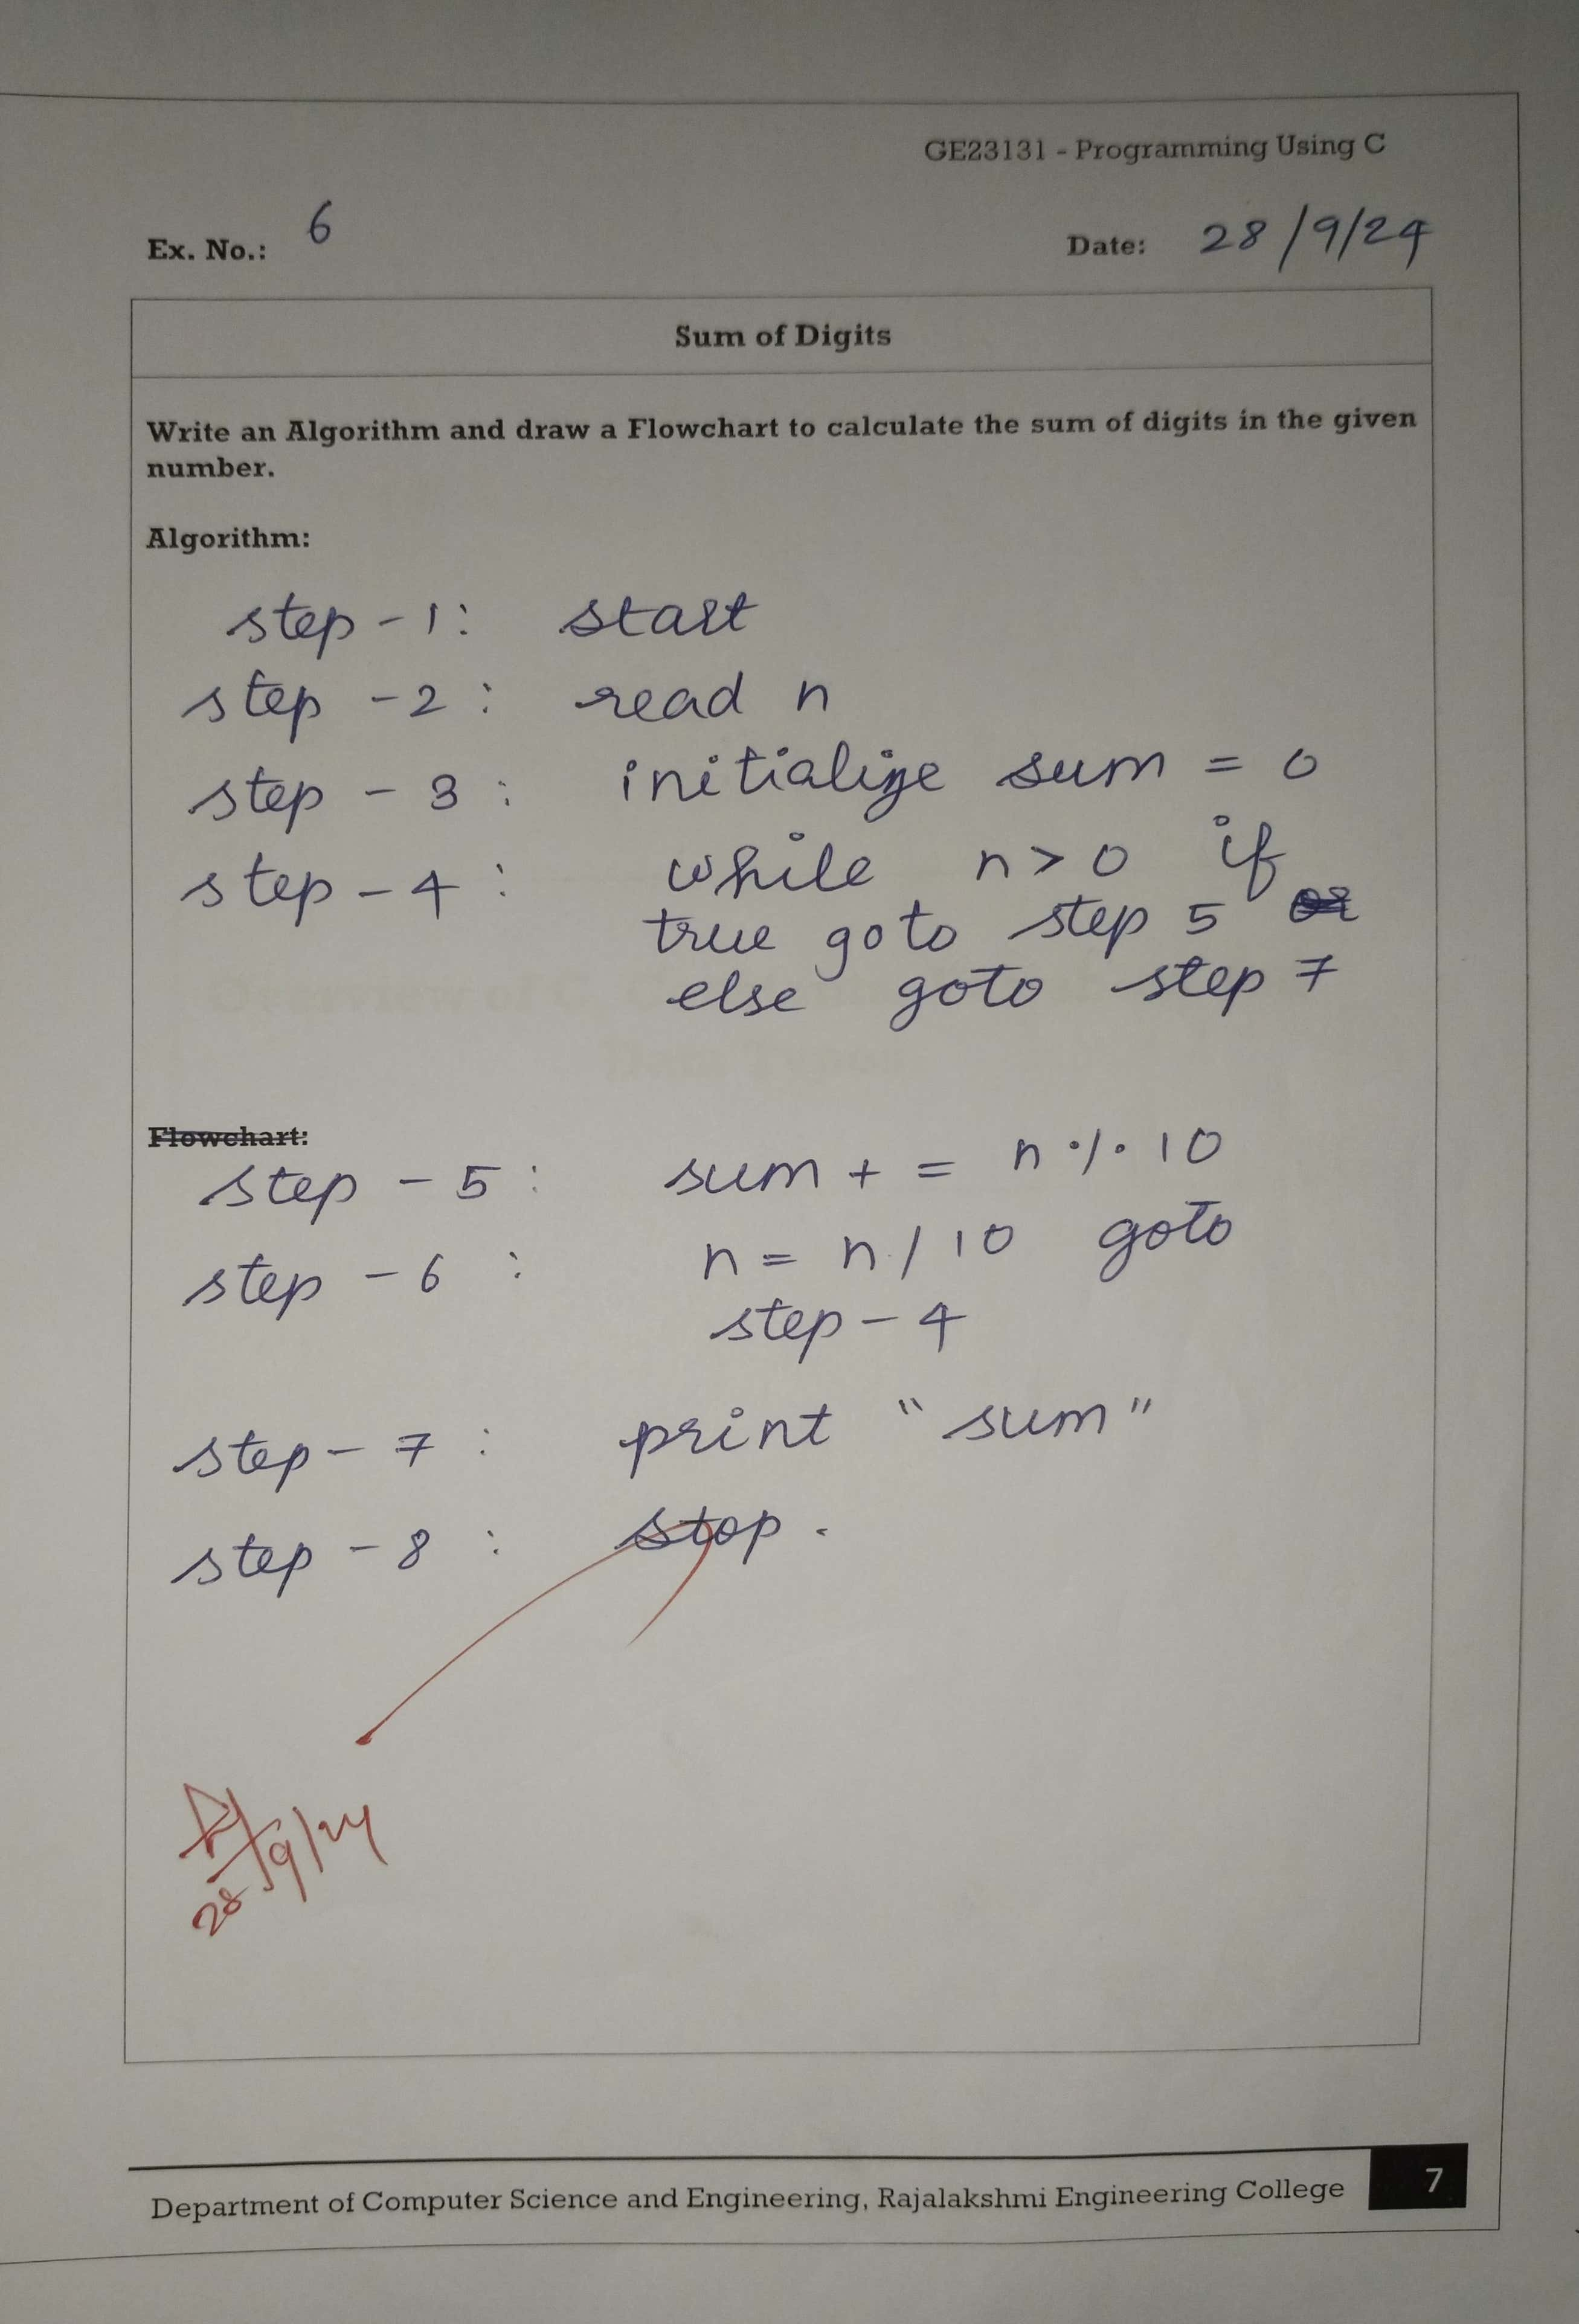 GE23131 - Programming Using C
Ex. No.: 6
Date: 28/9/24
Sum of Digits
Write an Algorithm and draw a Flowchart to calculate the sum of digits in the given
number.
Algorithm:
step - 1: start
step - 2 : read n
step - 3 : initialize sum = 0
step - 4 : while n > 0 if
true goto step 5
else goto step 7
Flowchart:
step - 5 : sum + = n % 10
step - 6 : n = n / 10 goto
step - 4
step - 7 : print "sum"
step - 8 : stop.
28/9/24
Department of Computer Science and Engineering, Rajalakshmi Engineering College
7